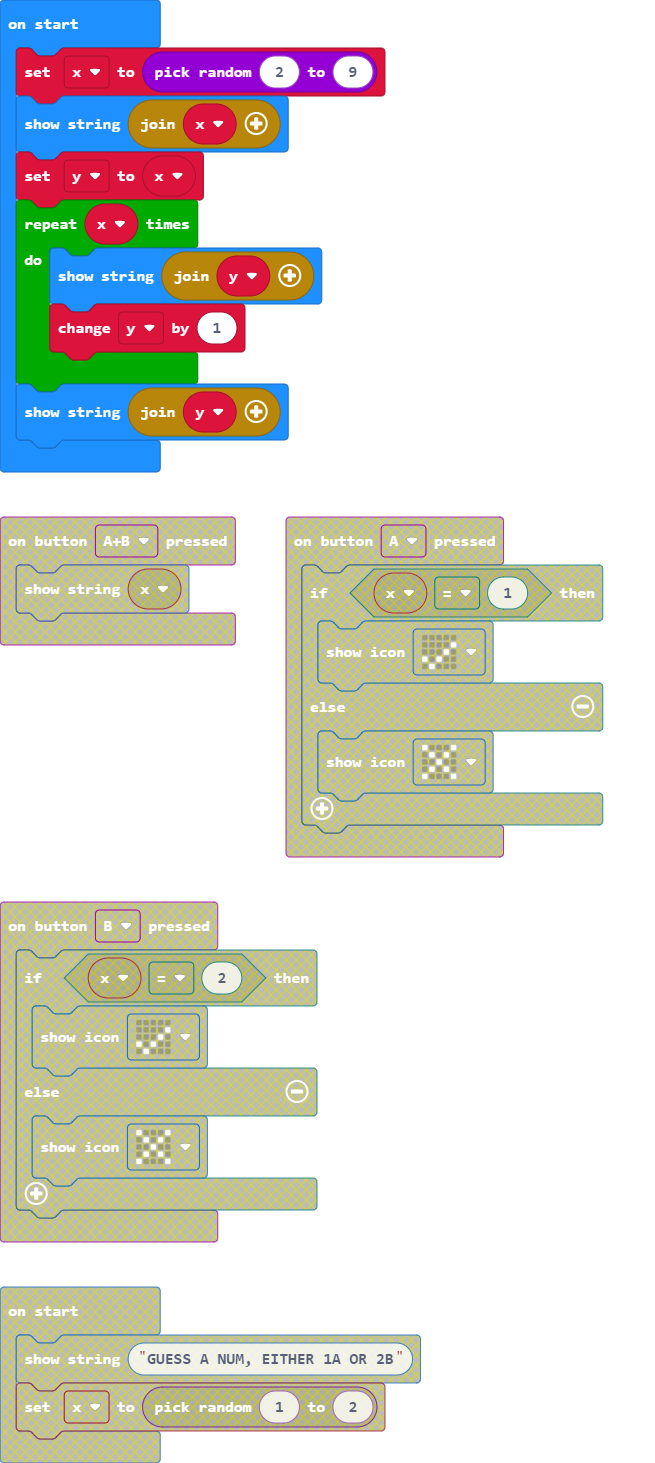 on start
set x to pick random 2 to 9
show string join x
set y to x
repeat x times
do
show string join y
change y by 1
show string join y
on button A+B pressed
show string x
on button A pressed
if x = 1 then
show icon
else
show icon
on button B pressed
if x = 2 then
show icon
else
show icon
on start
show string "GUESS A NUM, EITHER 1A OR 2B"
set x to pick random 1 to 2